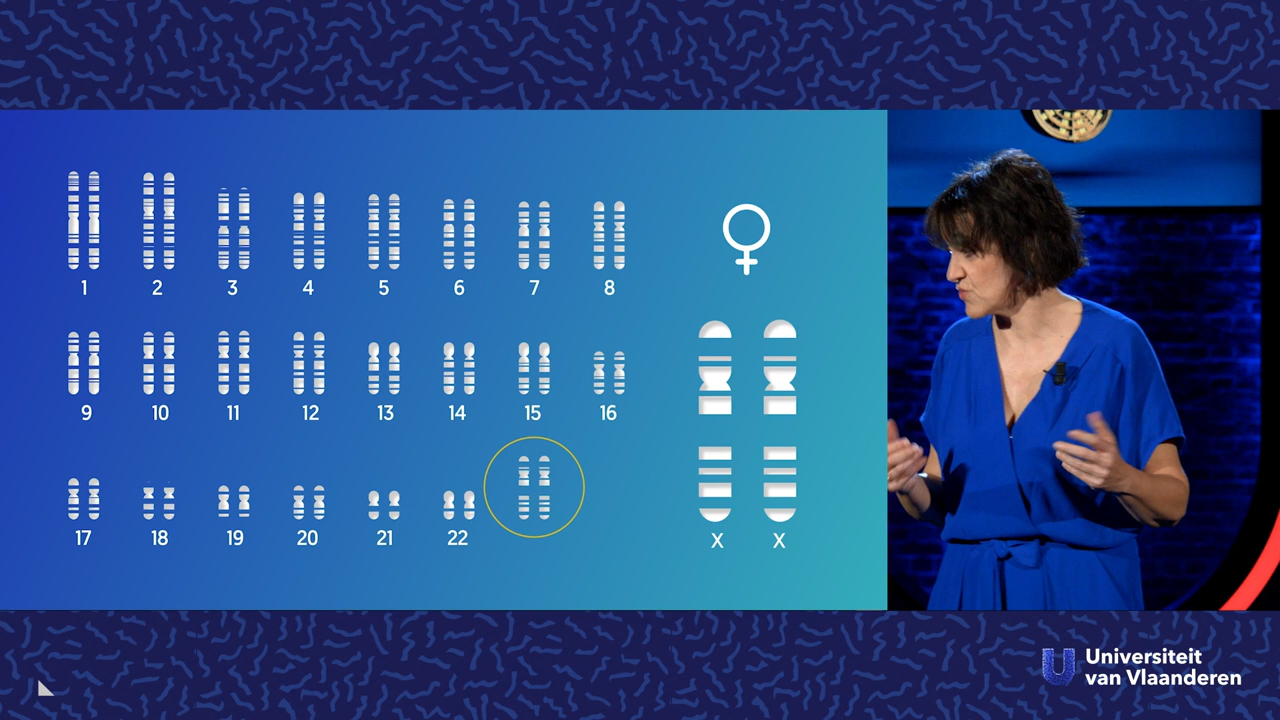 1 2 3 4 5 6 7 8
9 10 11 12 13 14 15 16
17 18 19 20 21 22
X X
Universiteit
van Vlaanderen